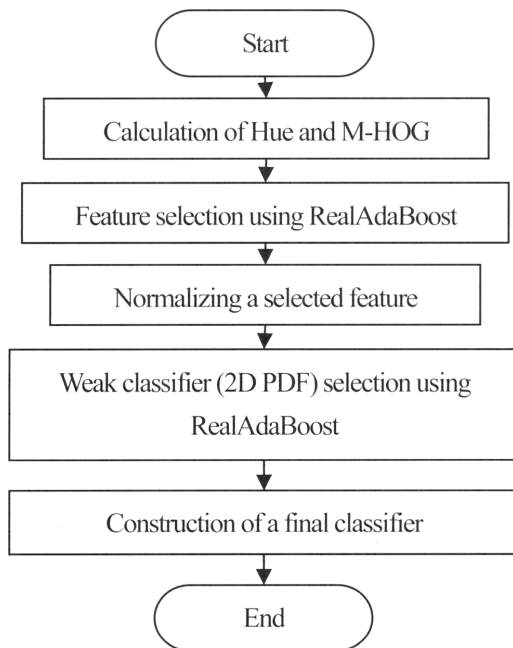 Start
Calculation of Hue and M-HOG
Feature selection using RealAdaBoost
Normalizing a selected feature
Weak classifier (2D PDF) selection using
RealAdaBoost
Construction of a final classifier
End